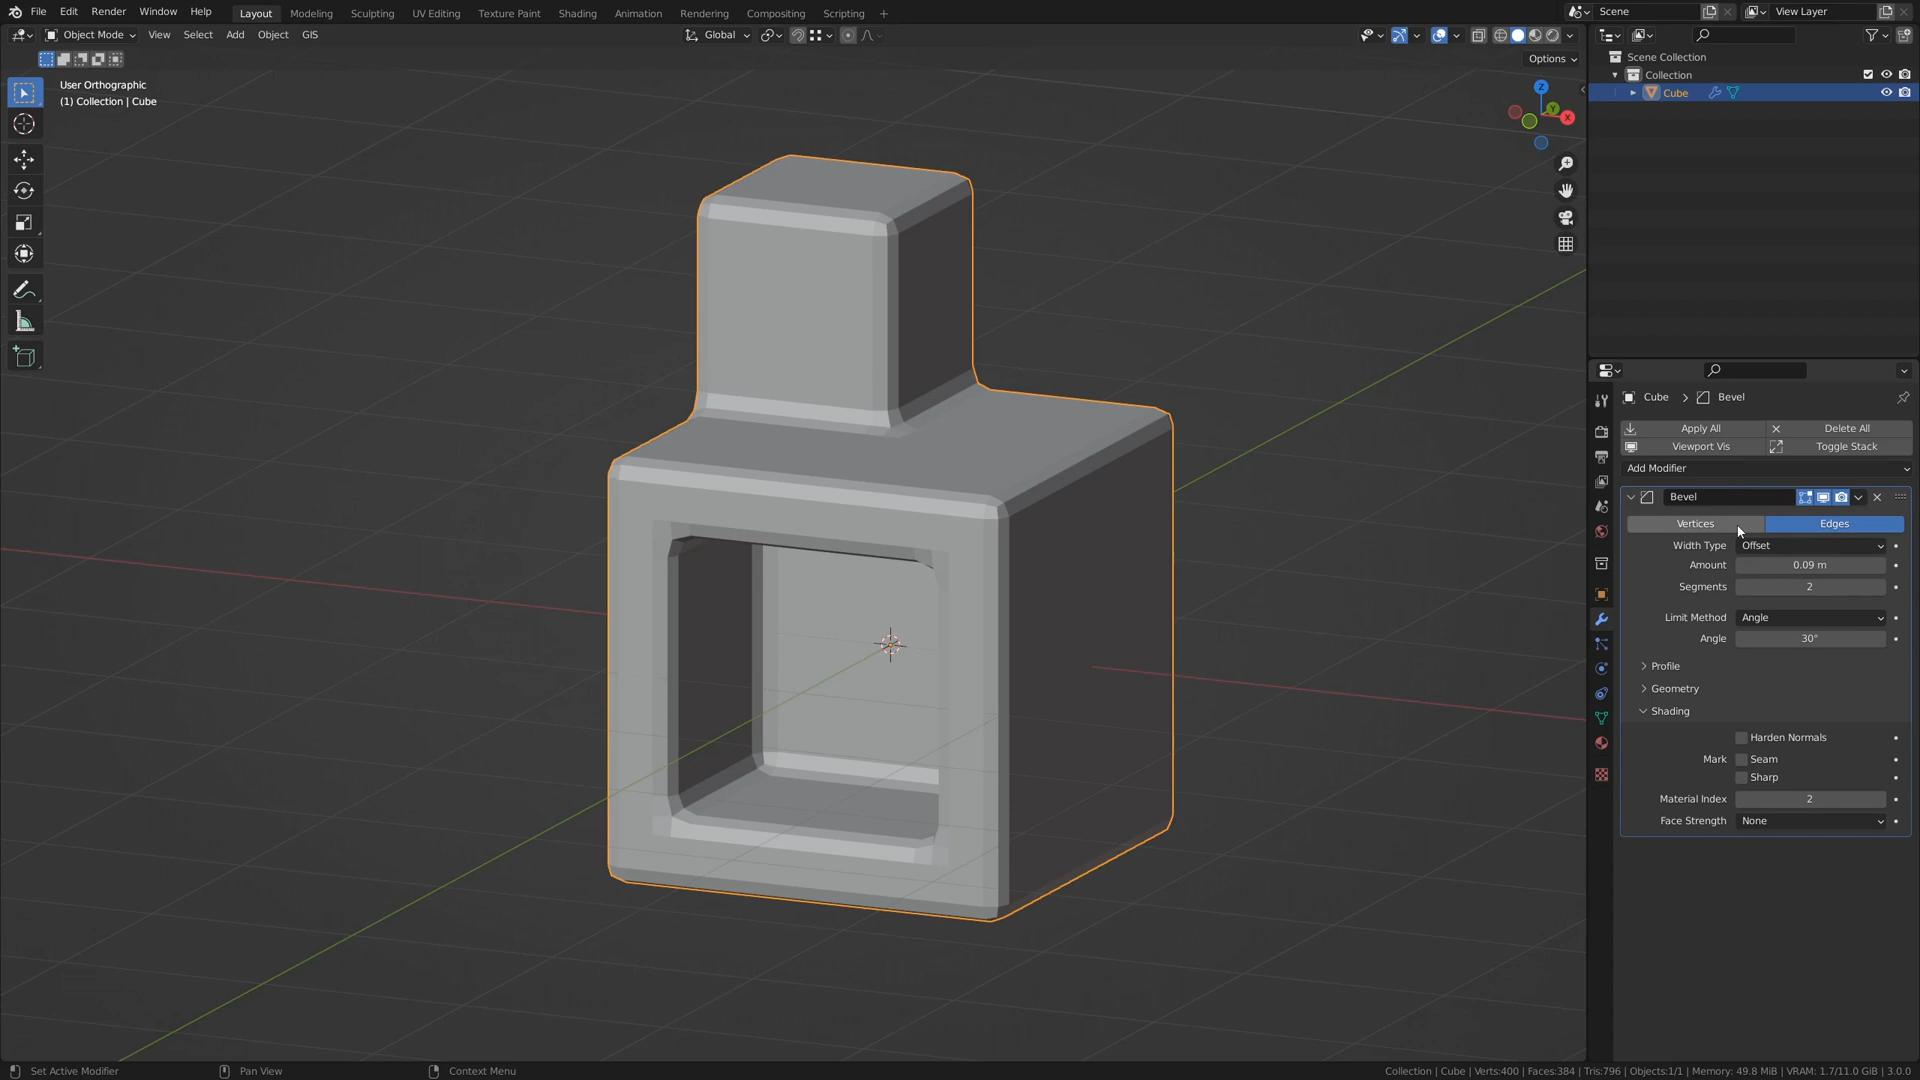 File Edit Render Window Help Layout Modeling Sculpting UV Editing Texture Paint Shading Animation Rendering Compositing Scripting + Scene View Layer
Object Mode View Select Add Object GIS Global
Options
User Orthographic
(1) Collection | Cube
Z
Y
X
Scene Collection
Collection
Cube
Cube > Bevel
Apply All Delete All
Viewport Vis Toggle Stack
Add Modifier
Bevel
Vertices Edges
Width Type Offset
Amount 0.09 m
Segments 2
Limit Method Angle
Angle 30°
Profile
Geometry
Shading
Harden Normals
Mark Seam
Sharp
Material Index 2
Face Strength None
Set Active Modifier Pan View Context Menu Collection | Cube | Verts:400 | Faces:384 | Tris:796 | Objects:1/1 | Memory: 49.8 MiB | VRAM: 1.7/11.0 GiB | 3.0.0